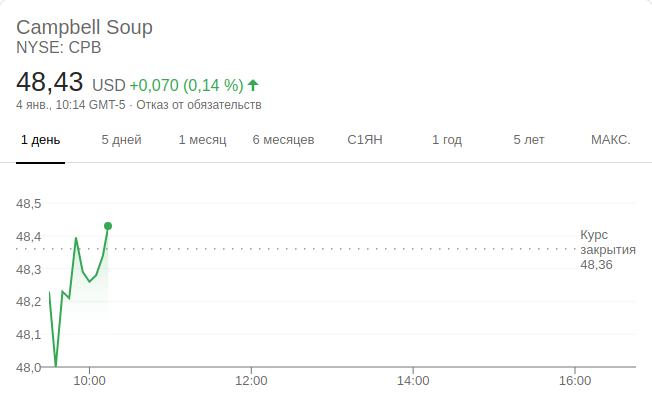 Campbell Soup
NYSE: CPB
48,43 USD +0,070 (0,14 %)
4 янв., 10:14 GMT-5 · Отказ от обязательств
1 день 5 дней 1 месяц 6 месяцев С1ЯН 1 год 5 лет МАКС.
48,5
48,4
48,3
48,2
48,1
48,0
Курс
закрытия
48,36
10:00 12:00 14:00 16:00